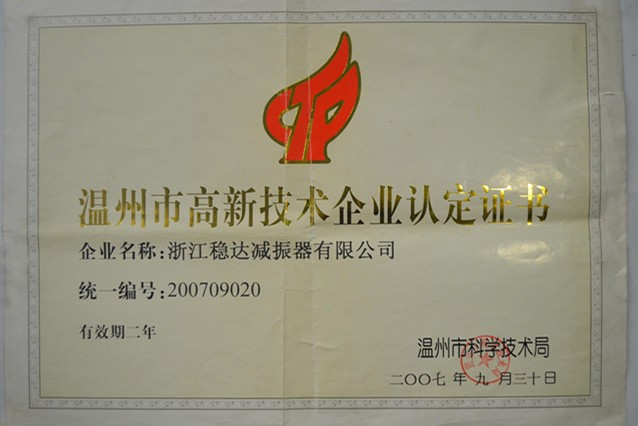 温州市高新技术企业认定证书
企业名称:浙江稳达减振器有限公司
统一编号:200709020
有效期二年
温州市科学技术局
二〇〇七年九月三十日